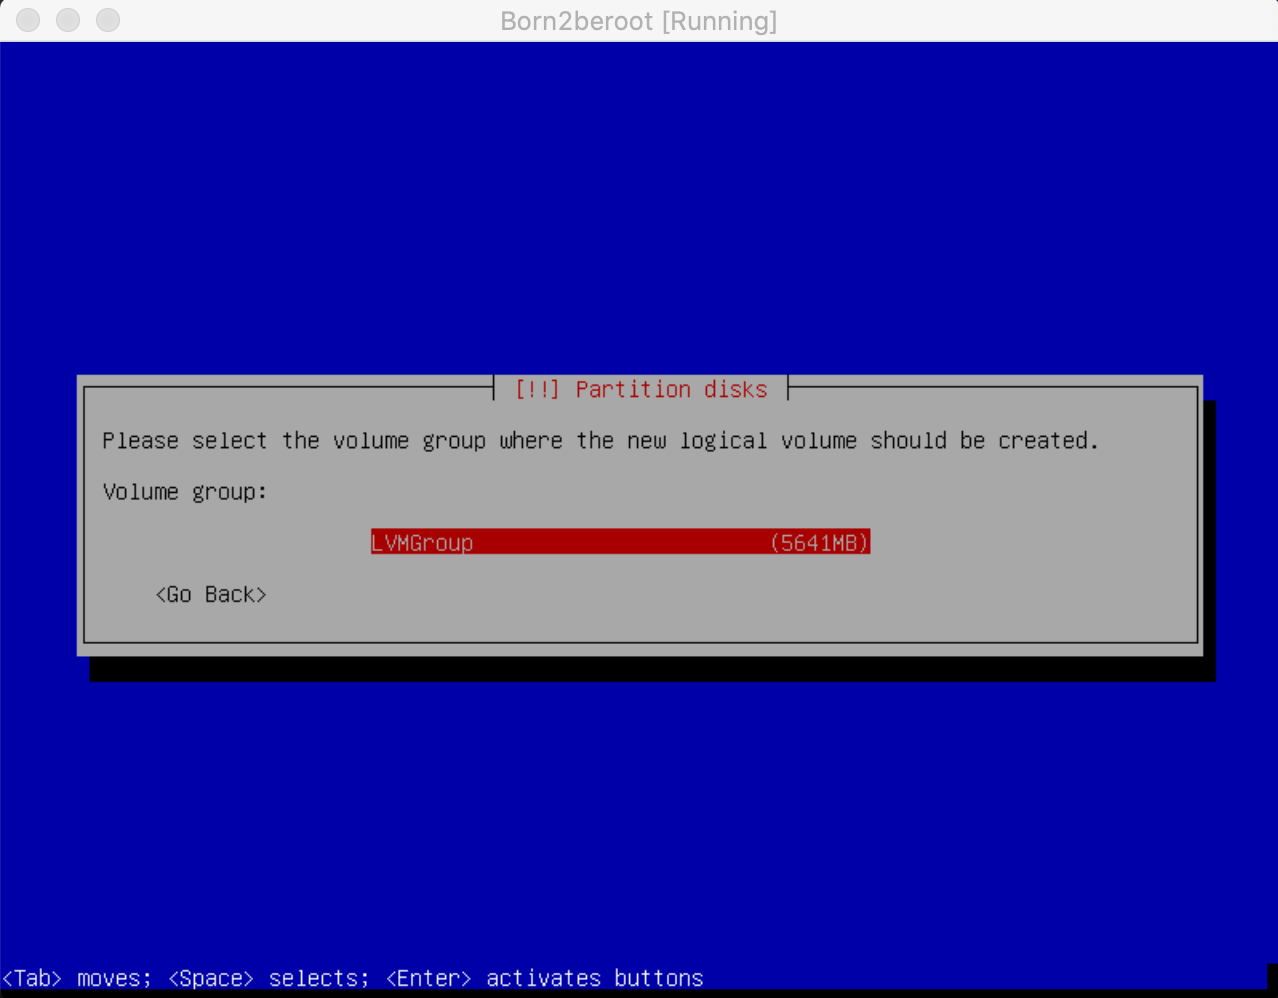 Born2beroot [Running]
[!!] Partition disks
Please select the volume group where the new logical volume should be created.
Volume group:
LVMGroup (5641MB)
<Go Back>
<Tab> moves; <Space> selects; <Enter> activates buttons